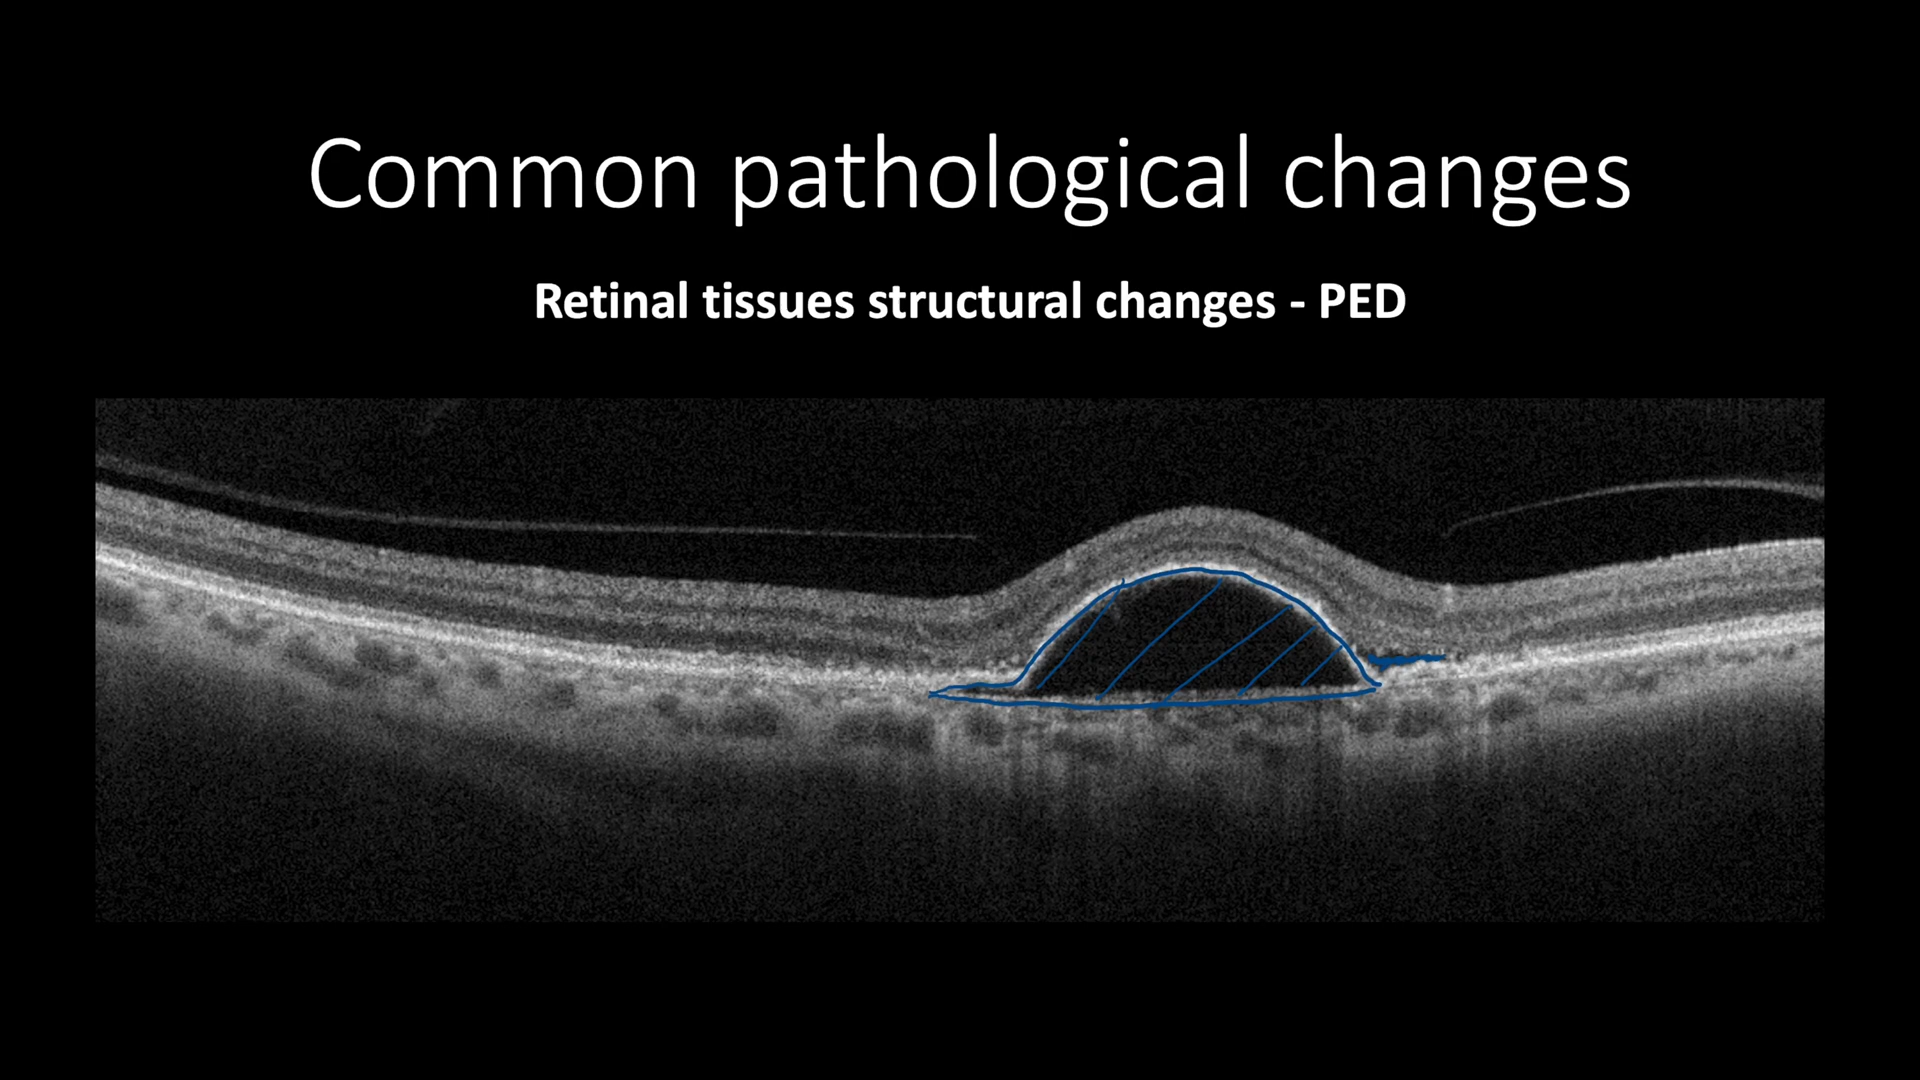 Common pathological changes
Retinal tissues structural changes - PED